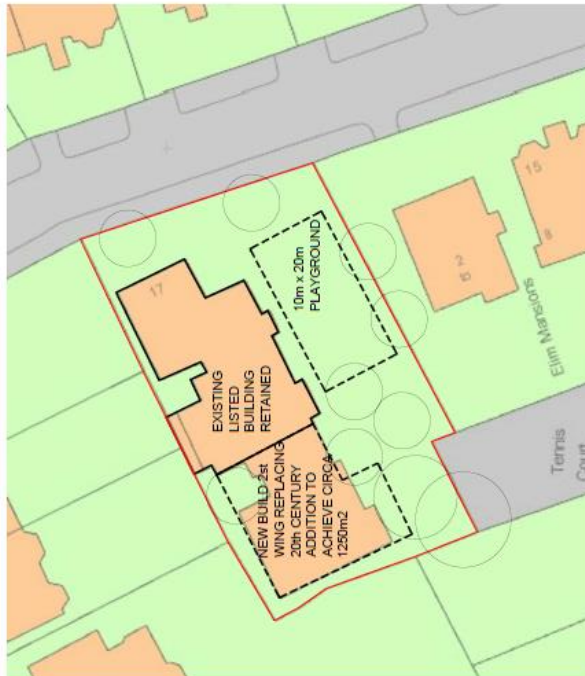 17
10m x 20m
PLAYGROUND
EXISTING
LISTED
BUILDING
RETAINED
NEW BUILD 2st
WING REPLACING
20th CENTURY
ADDITION TO
ACHIEVE CIRCA
1250m2
15
8
2
Elim Mansions
Tennis
Court